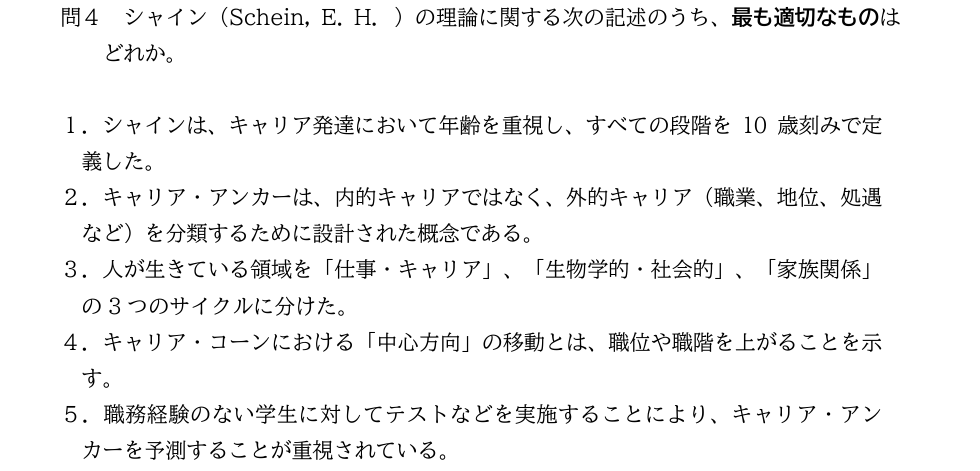 問４　シャイン（Schein, E. H. ）の理論に関する次の記述のうち、最も適切なものは
どれか。
１．シャインは、キャリア発達において年齢を重視し、すべての段階を 10 歳刻みで定
義した。
２．キャリア・アンカーは、内的キャリアではなく、外的キャリア（職業、地位、処遇
など）を分類するために設計された概念である。
３．人が生きている領域を「仕事・キャリア」、「生物学的・社会的」、「家族関係」
の３つのサイクルに分けた。
４．キャリア・コーンにおける「中心方向」の移動とは、職位や職階を上がることを示
す。
５．職務経験のない学生に対してテストなどを実施することにより、キャリア・アン
カーを予測することが重視されている。